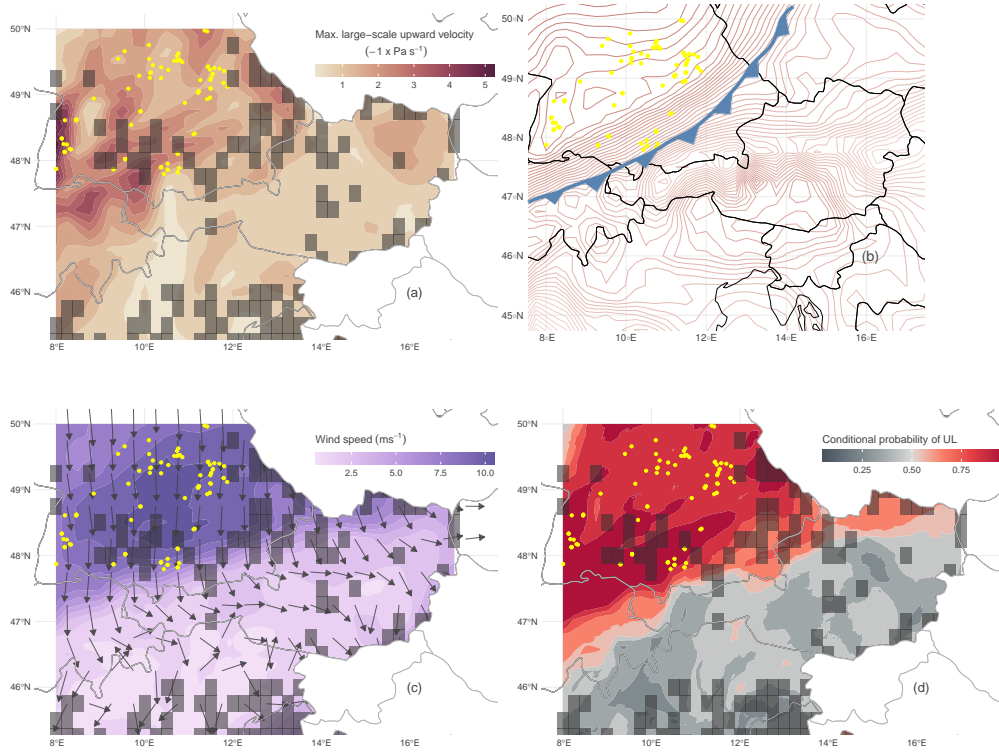 Max. large−scale upward velocity
(−1 x Pa s⁻¹)
1 2 3 4 5
50°N
49°N
48°N
47°N
46°N
(a)
8°E 10°E 12°E 14°E 16°E
50°N
49°N
48°N
47°N
46°N
45°N
(b)
8°E 10°E 12°E 14°E 16°E
Wind speed (ms⁻¹)
2.5 5.0 7.5 10.0
50°N
49°N
48°N
47°N
46°N
(c)
8°E 10°E 12°E 14°E 16°E
Conditional probability of UL
0.25 0.50 0.75
50°N
49°N
48°N
47°N
46°N
(d)
8°E 10°E 12°E 14°E 16°E